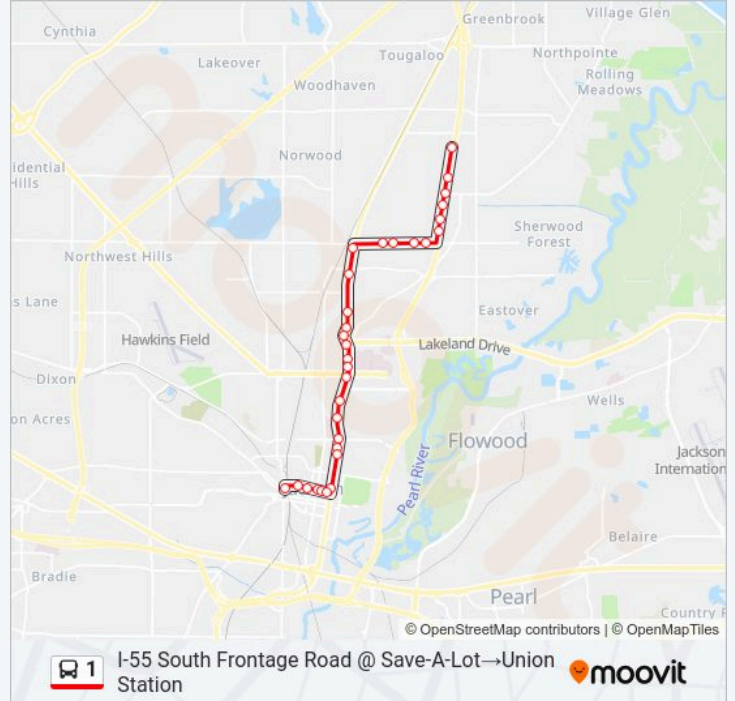 Cynthia
Greenbrook
Village Glen
Tougaloo
Northpointe
Lakeover
Rolling
Meadows
Woodhaven
Norwood
idential
Hills
Sherwood
Forest
Northwest Hills
s Lane
Eastover
Hawkins Field
Lakeland Drive
Dixon
Wells
on Acres
Flowood
Jackson
Internation
Pearl River
Belaire
Bradie
Pearl
Country
© OpenStreetMap contributors | © OpenMapTiles
1
I-55 South Frontage Road @ Save-A-Lot→Union
Station
moovit